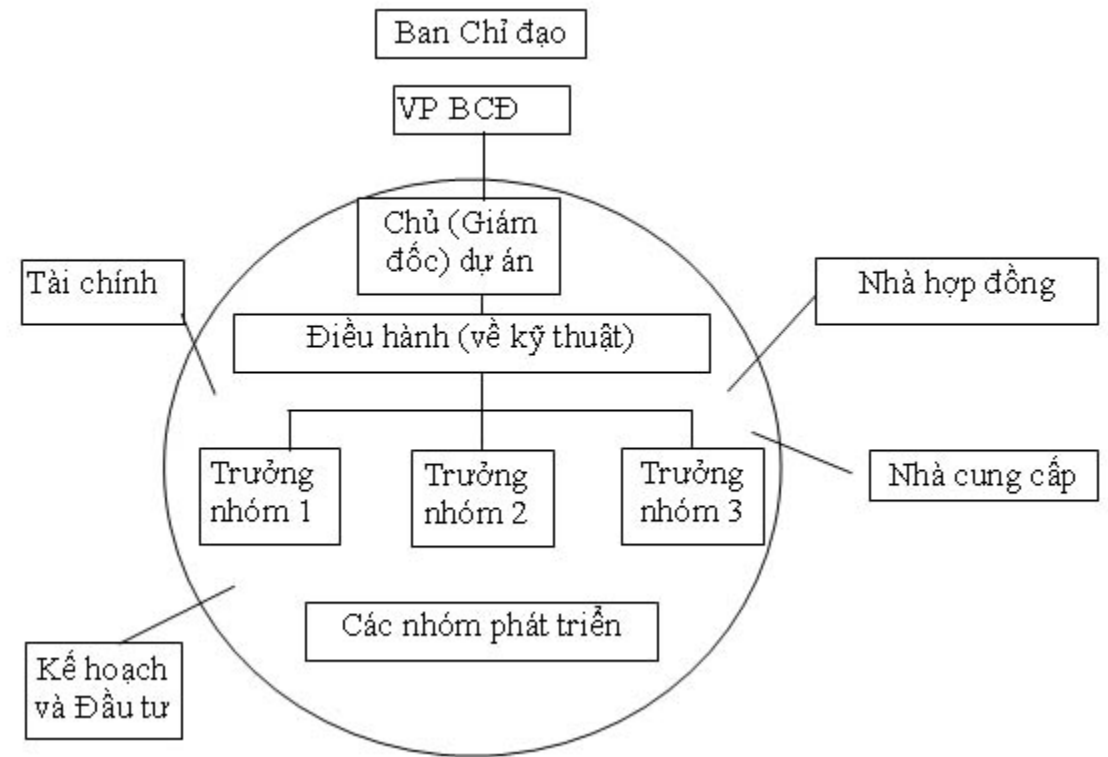 Ban Chỉ đạo
VP BCĐ
Chủ (Giám
đốc) dự án
Tài chính
Nhà hợp đồng
Điều hành (về kỹ thuật)
Trưởng
nhóm 1
Trưởng
nhóm 2
Trưởng
nhóm 3
Nhà cung cấp
Các nhóm phát triển
Kế hoạch
và Đầu tư